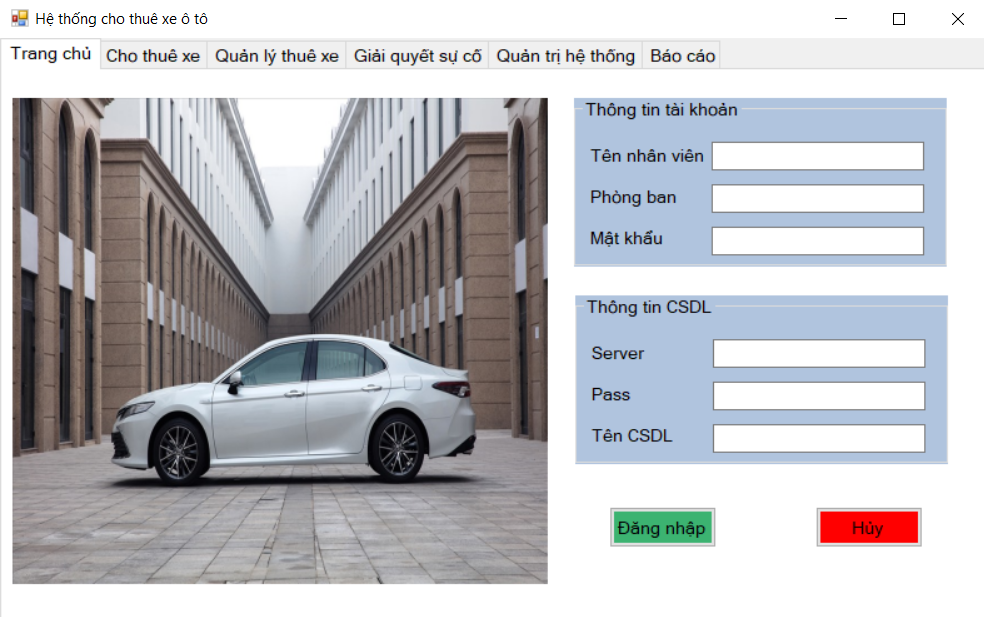 Hệ thống cho thuê xe ô tô
Trang chủ Cho thuê xe Quản lý thuê xe Giải quyết sự cố Quản trị hệ thống Báo cáo
Thông tin tài khoản
Tên nhân viên
Phòng ban
Mật khẩu
Thông tin CSDL
Server
Pass
Tên CSDL
Đăng nhập Hủy